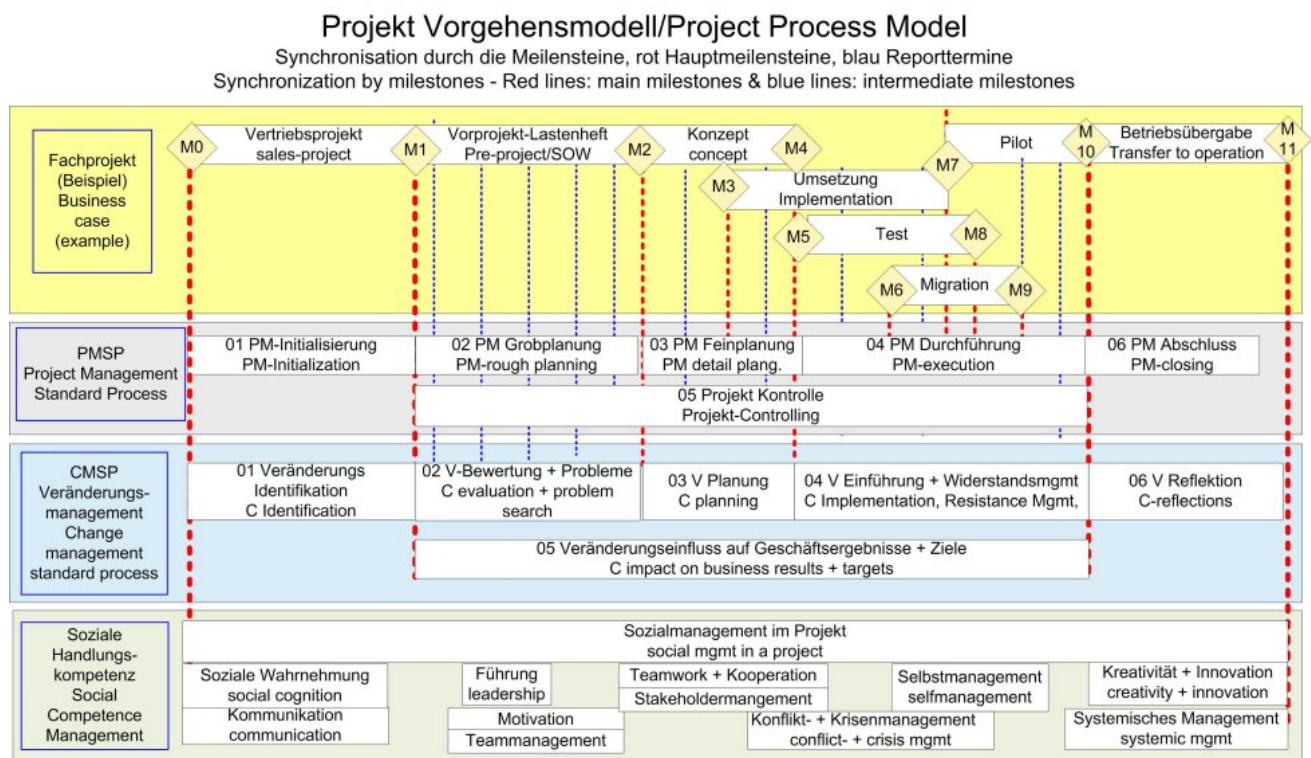 Projekt Vorgehensmodell/Project Process Model
Synchronisation durch die Meilensteine, rot Hauptmeilensteine, blau Reporttermine
Synchronization by milestones - Red lines: main milestones & blue lines: intermediate milestones
Fachprojekt
(Beispiel)
Business
case
(example)
M0
Vertriebsprojekt
sales-project
M1
Vorprojekt-Lastenheft
Pre-project/SOW
M2
Konzept
concept
M4
M7
Pilot
M
10
Betriebsübergabe
Transfer to operation
M
11
M3
Umsetzung
Implementation
M5
Test
M8
M6
Migration
M9
PMSP
Project Management
Standard Process
01 PM-Initialisierung
PM-Initialization
02 PM Grobplanung
PM-rough planning
03 PM Feinplanung
PM detail plang.
04 PM Durchführung
PM-execution
06 PM Abschluss
PM-closing
05 Projekt Kontrolle
Projekt-Controlling
CMSP
Veränderungs-
management
Change
management
standard process
01 Veränderungs
Identifikation
C Identification
02 V-Bewertung + Probleme
C evaluation + problem
search
03 V Planung
C planning
04 V Einführung + Widerstandsmgmt
C Implementation, Resistance Mgmt,
06 V Reflektion
C-reflections
05 Veränderungseinfluss auf Geschäftsergebnisse + Ziele
C impact on business results + targets
Soziale
Handlungs-
kompetenz
Social
Competence
Management
Sozialmanagement im Projekt
social mgmt in a project
Soziale Wahrnehmung
social cognition
Kommunikation
communication
Führung
leadership
Motivation
Teammanagement
Teamwork + Kooperation
Stakeholdermangement
Selbstmanagement
selfmanagement
Konflikt- + Krisenmanagement
conflict- + crisis mgmt
Kreativität + Innovation
creativity + innovation
Systemisches Management
systemic mgmt